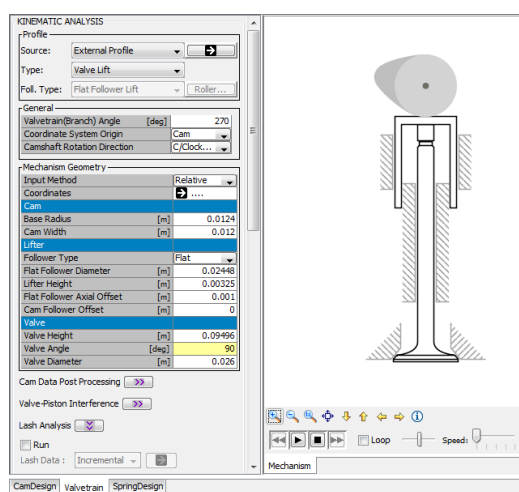 KINEMATIC ANALYSIS
Profile
Source: External Profile
Type: Valve Lift
Foll. Type: Flat Follower Lift Roller...
General
Valvetrain(Branch) Angle [deg] 270
Coordinate System Origin Cam
Camshaft Rotation Direction C/Clock...
Mechanism Geometry
Input Method Relative
Coordinates ....
Cam
Base Radius [m] 0.0124
Cam Width [m] 0.012
Lifter
Follower Type Flat
Flat Follower Diameter [m] 0.02448
Lifter Height [m] 0.00325
Flat Follower Axial Offset [m] 0.001
Cam Follower Offset [m] 0
Valve
Valve Height [m] 0.09496
Valve Angle [deg] 90
Valve Diameter [m] 0.026
Cam Data Post Processing >>
Valve-Piston Interference >>
Lash Analysis
Run
Lash Data : Incremental
Loop Speed:
Mechanism
CamDesign Valvetrain SpringDesign